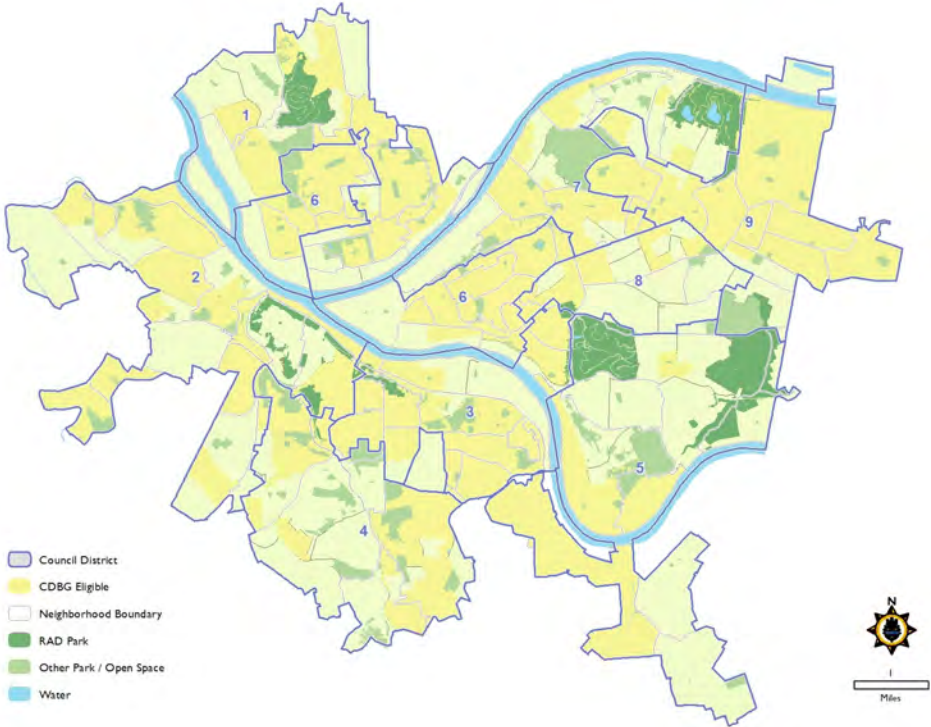 1
6
7
9
2
8
6
3
5
4
Council District
CDBG Eligible
Neighborhood Boundary
RAD Park
Other Park / Open Space
Water
N
1
Miles